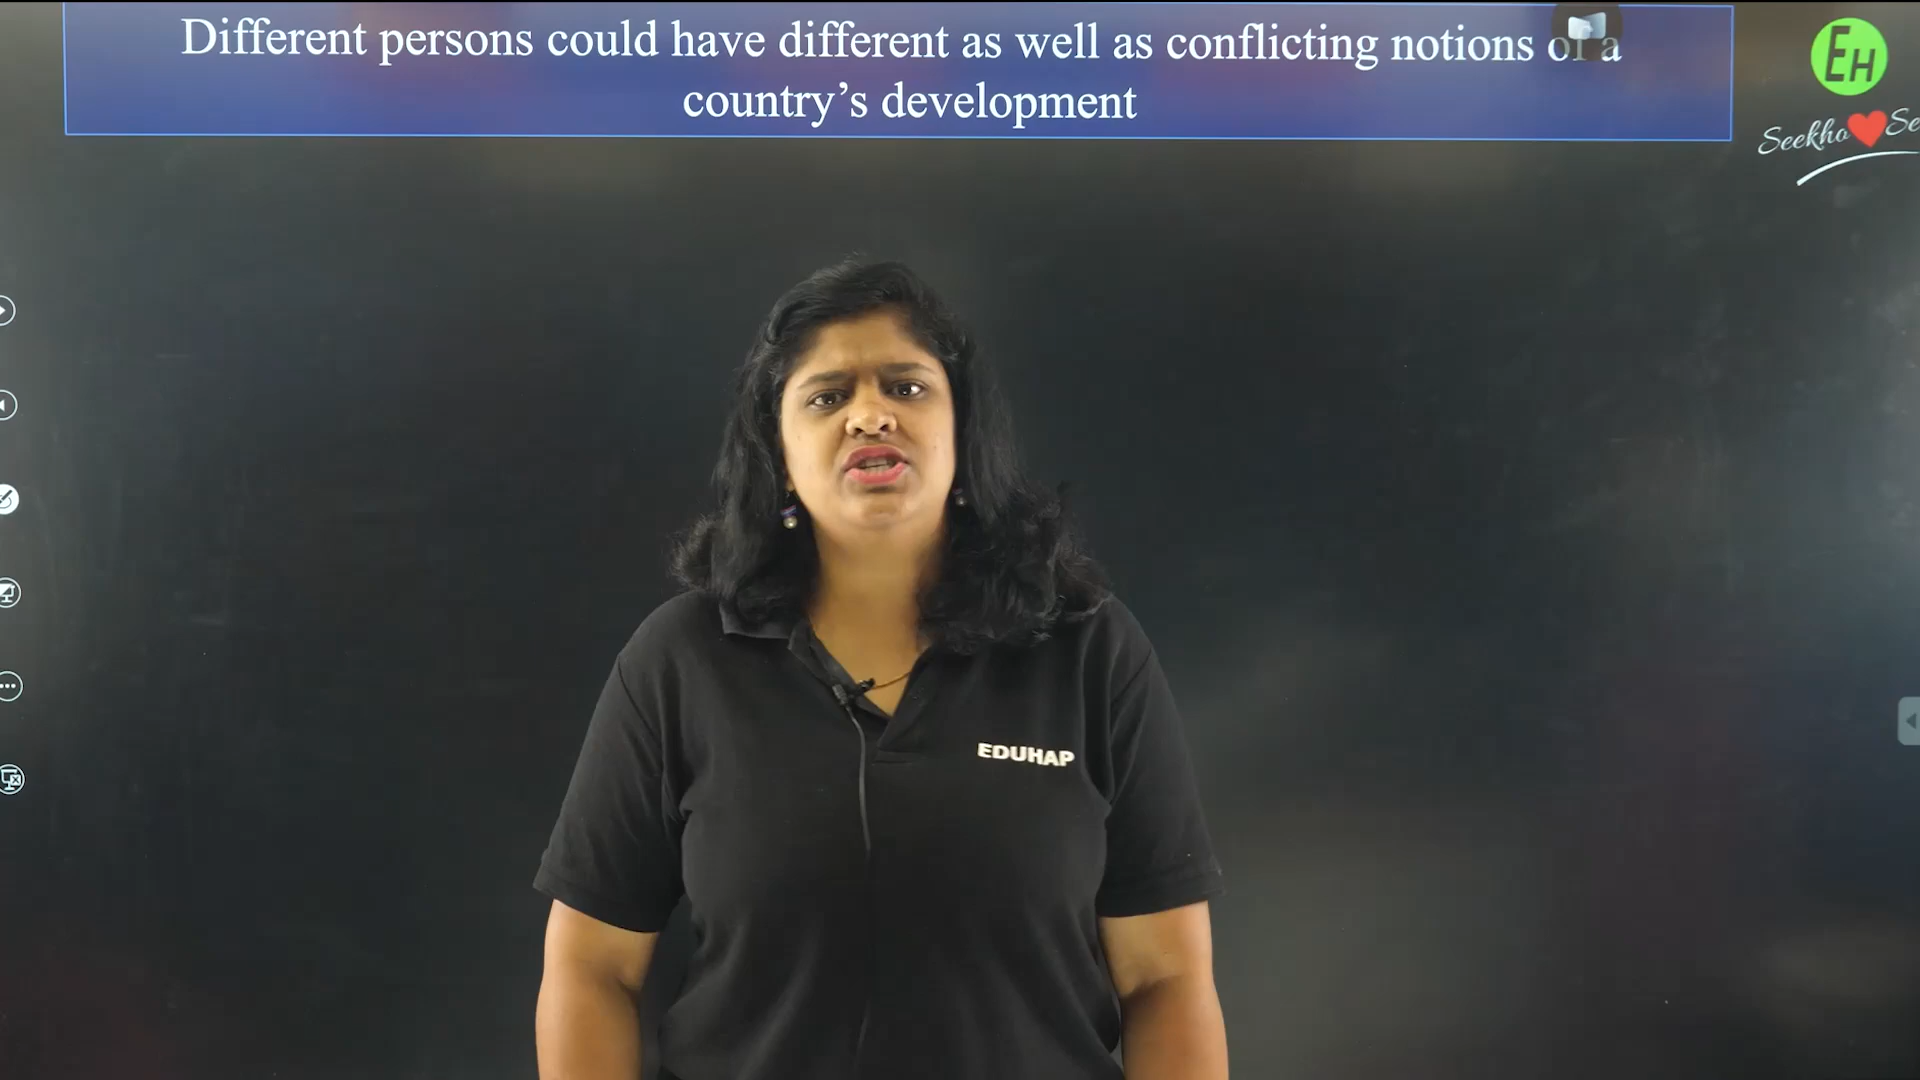 Different persons could have different as well as conflicting notions of a
country's development
EH
Seekho Se
EDUHAP